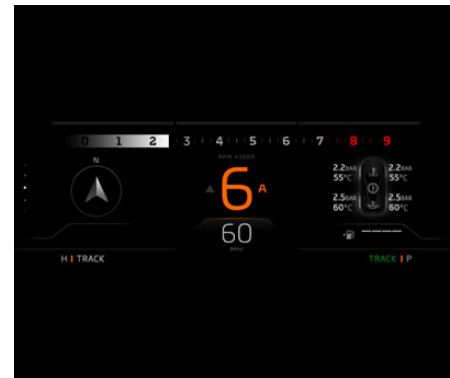 0 1 2 3 4 5 6 7 8 9
RPM X1000
N
6 A
2.2BAR 2.2BAR
55°C 55°C
2.5BAR 2.5BAR
60°C 60°C
60
MPH
H TRACK
TRACK P